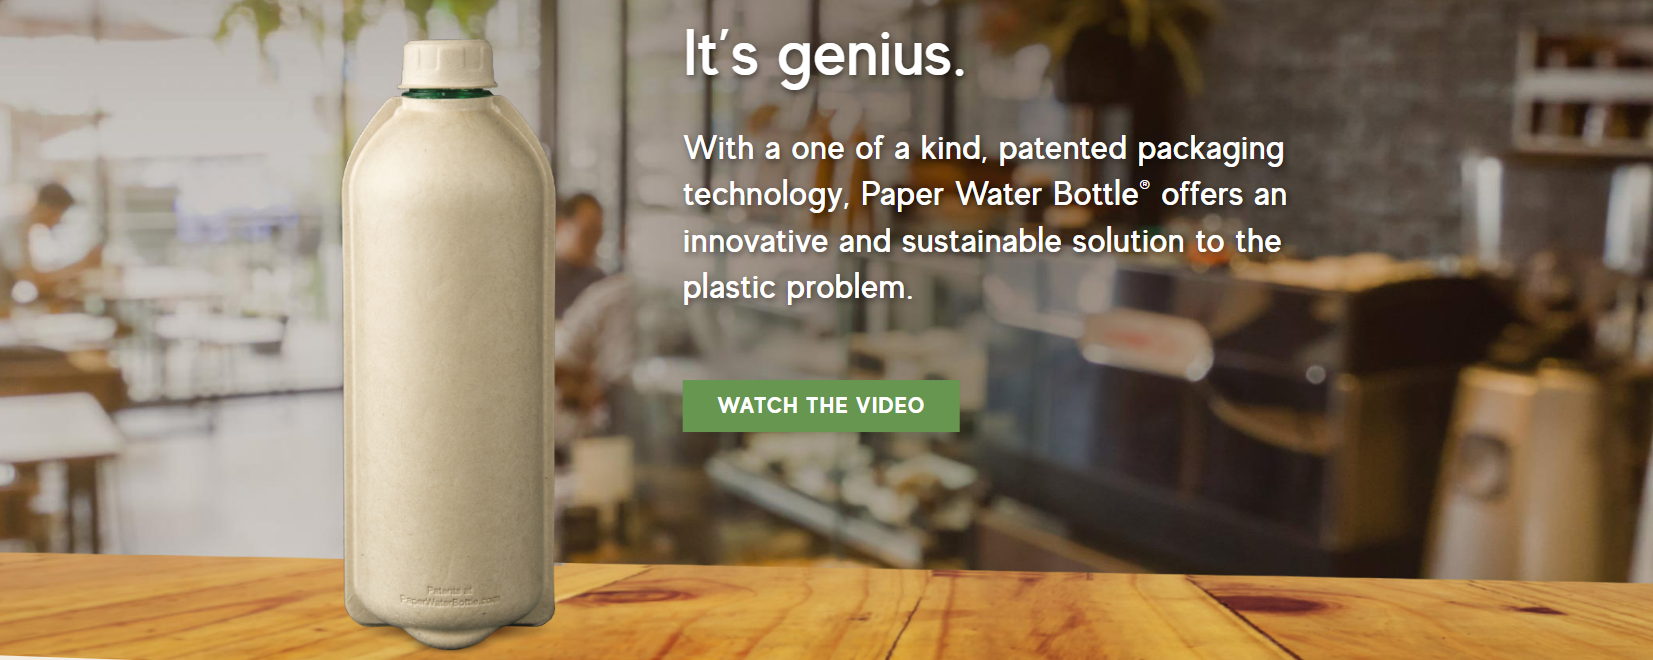 It's genius.
With a one of a kind, patented packaging
technology, Paper Water Bottle® offers an
innovative and sustainable solution to the
plastic problem.
WATCH THE VIDEO
Patents at
PaperWaterBottle.com